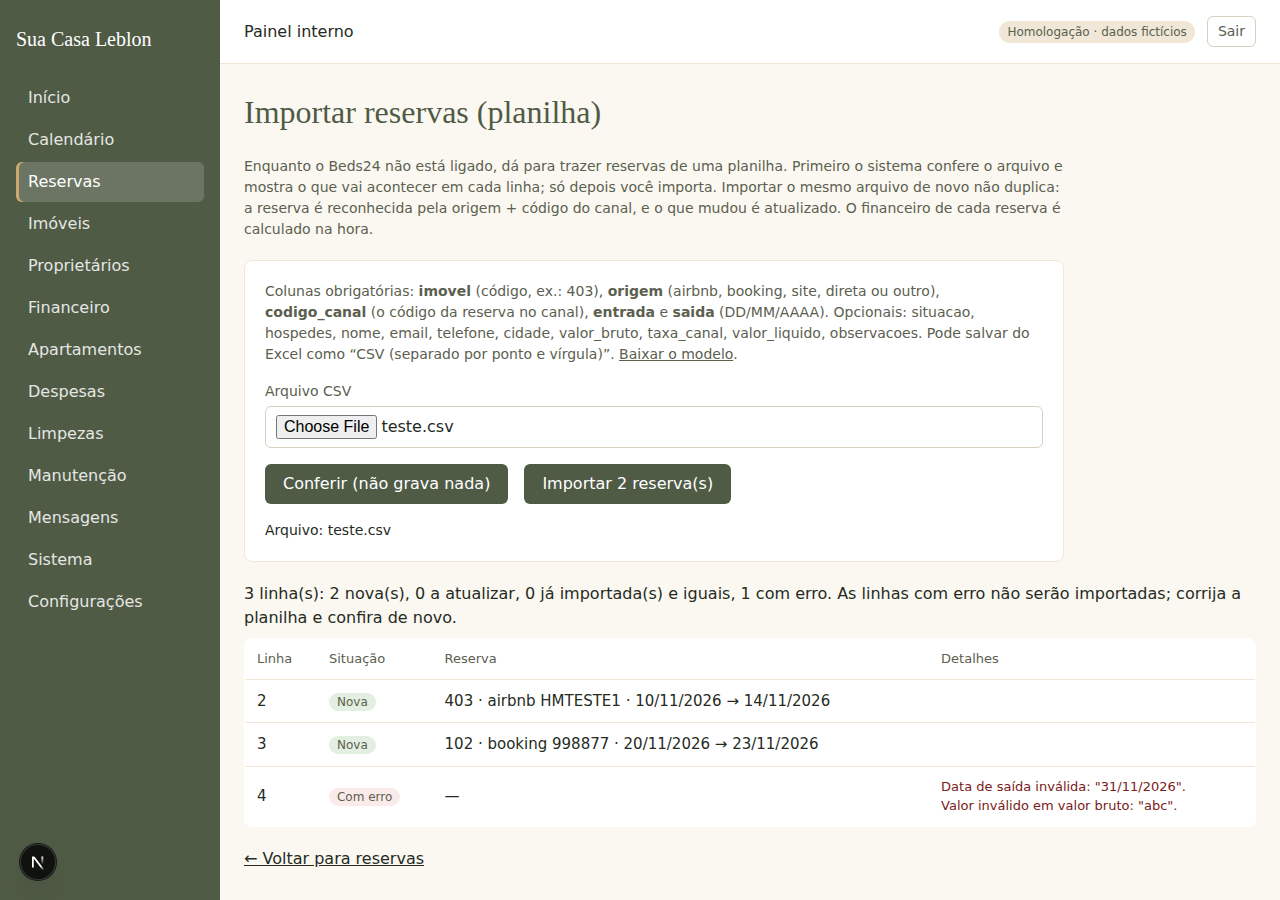 Sua Casa Leblon
Início
Calendário
Reservas
Imóveis
Proprietários
Financeiro
Apartamentos
Despesas
Limpezas
Manutenção
Mensagens
Sistema
Configurações
N
Painel interno
Homologação · dados fictícios
Sair
Importar reservas (planilha)
Enquanto o Beds24 não está ligado, dá para trazer reservas de uma planilha. Primeiro o sistema confere o arquivo e
mostra o que vai acontecer em cada linha; só depois você importa. Importar o mesmo arquivo de novo não duplica:
a reserva é reconhecida pela origem + código do canal, e o que mudou é atualizado. O financeiro de cada reserva é
calculado na hora.
Colunas obrigatórias: imovel (código, ex.: 403), origem (airbnb, booking, site, direta ou outro),
codigo_canal (o código da reserva no canal), entrada e saida (DD/MM/AAAA). Opcionais: situacao,
hospedes, nome, email, telefone, cidade, valor_bruto, taxa_canal, valor_liquido, observacoes. Pode salvar do
Excel como “CSV (separado por ponto e vírgula)”. Baixar o modelo.
Arquivo CSV
Choose File teste.csv
Conferir (não grava nada) Importar 2 reserva(s)
Arquivo: teste.csv
3 linha(s): 2 nova(s), 0 a atualizar, 0 já importada(s) e iguais, 1 com erro. As linhas com erro não serão importadas; corrija a
planilha e confira de novo.
Linha Situação Reserva Detalhes
2 Nova 403 · airbnb HMTESTE1 · 10/11/2026 → 14/11/2026
3 Nova 102 · booking 998877 · 20/11/2026 → 23/11/2026
4 Com erro — Data de saída inválida: "31/11/2026".
Valor inválido em valor bruto: "abc".
← Voltar para reservas